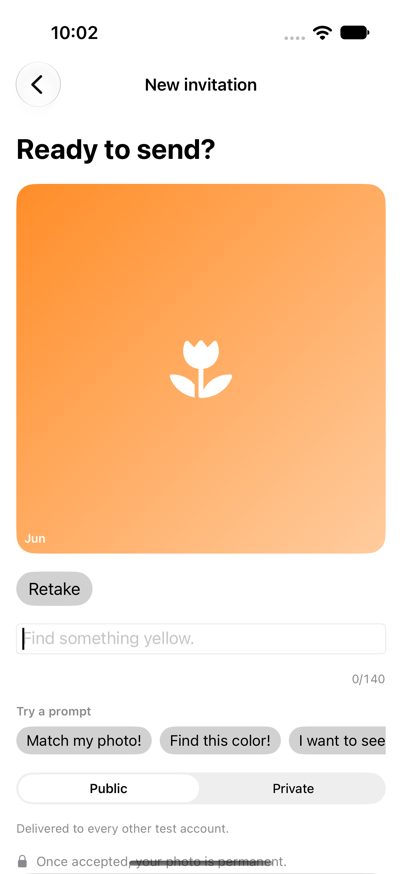 10:02
New invitation
Ready to send?
Jun
Retake
Find something yellow.
0/140
Try a prompt
Match my photo!
Find this color!
I want to see
Public
Private
Delivered to every other test account.
Once accepted, your photo is permanent.